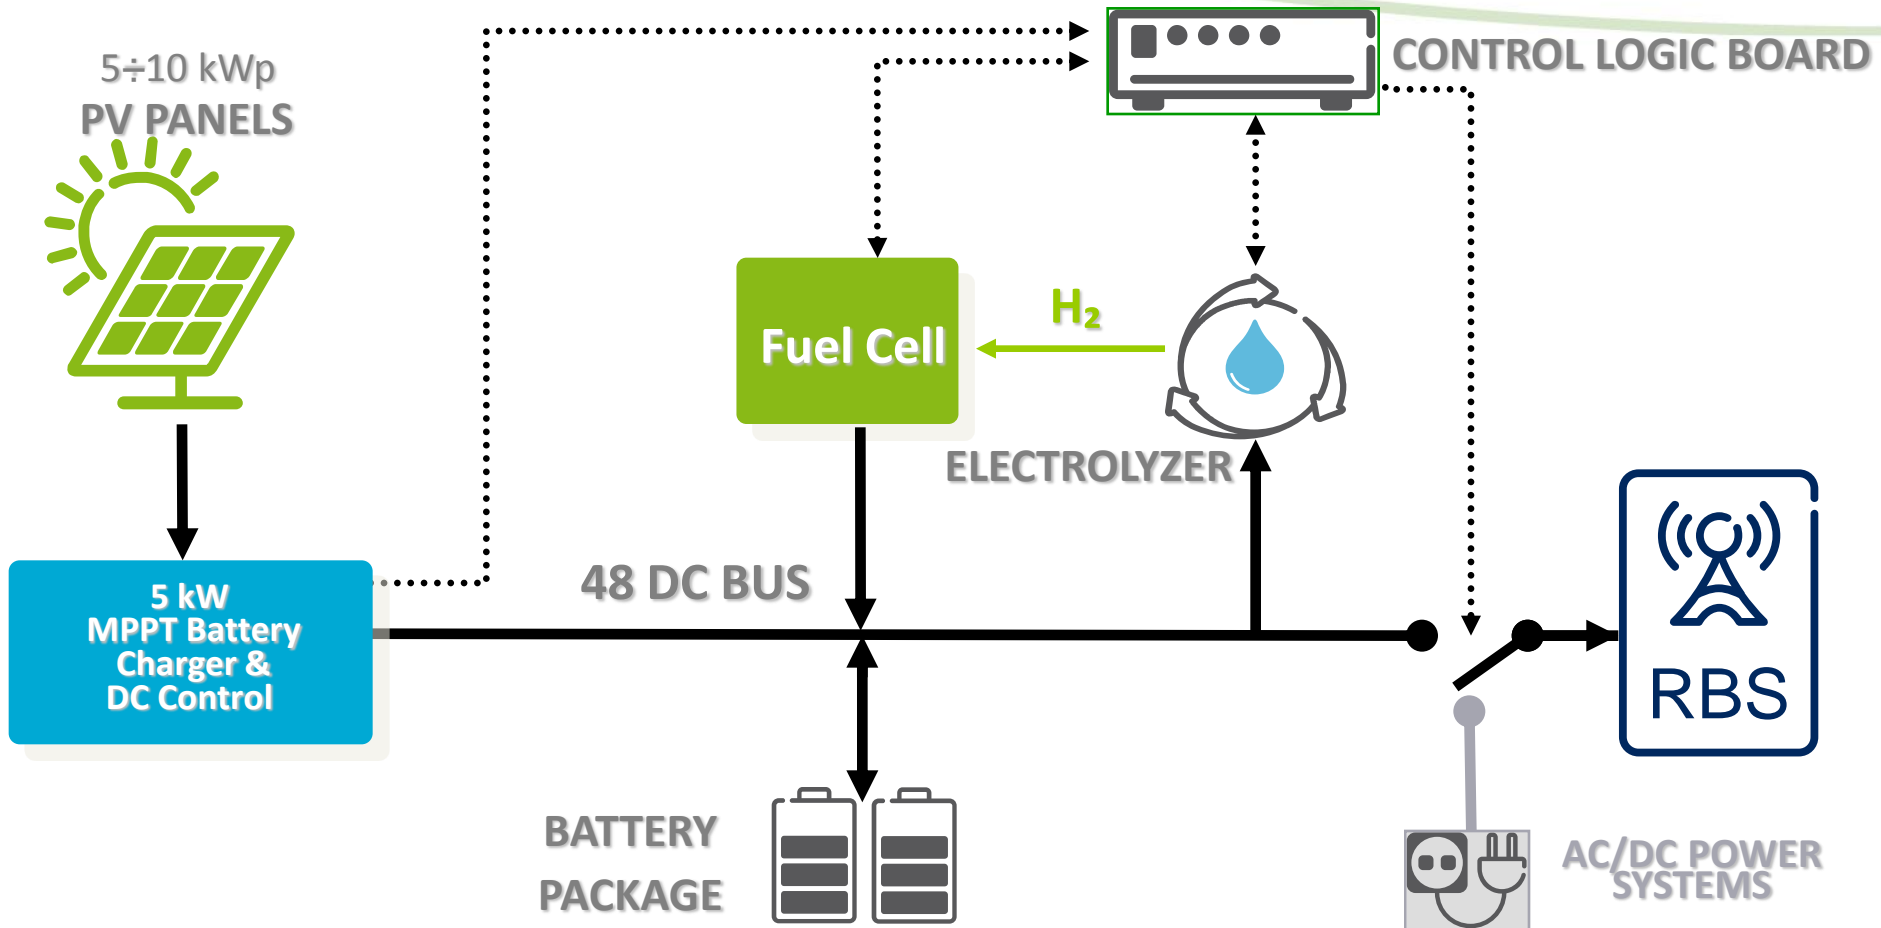 5÷10 kWp
PV PANELS
CONTROL LOGIC BOARD
H₂
Fuel Cell
ELECTROLYZER
48 DC BUS
5 kW
MPPT Battery
Charger &
DC Control
RBS
BATTERY
PACKAGE
AC/DC POWER
SYSTEMS